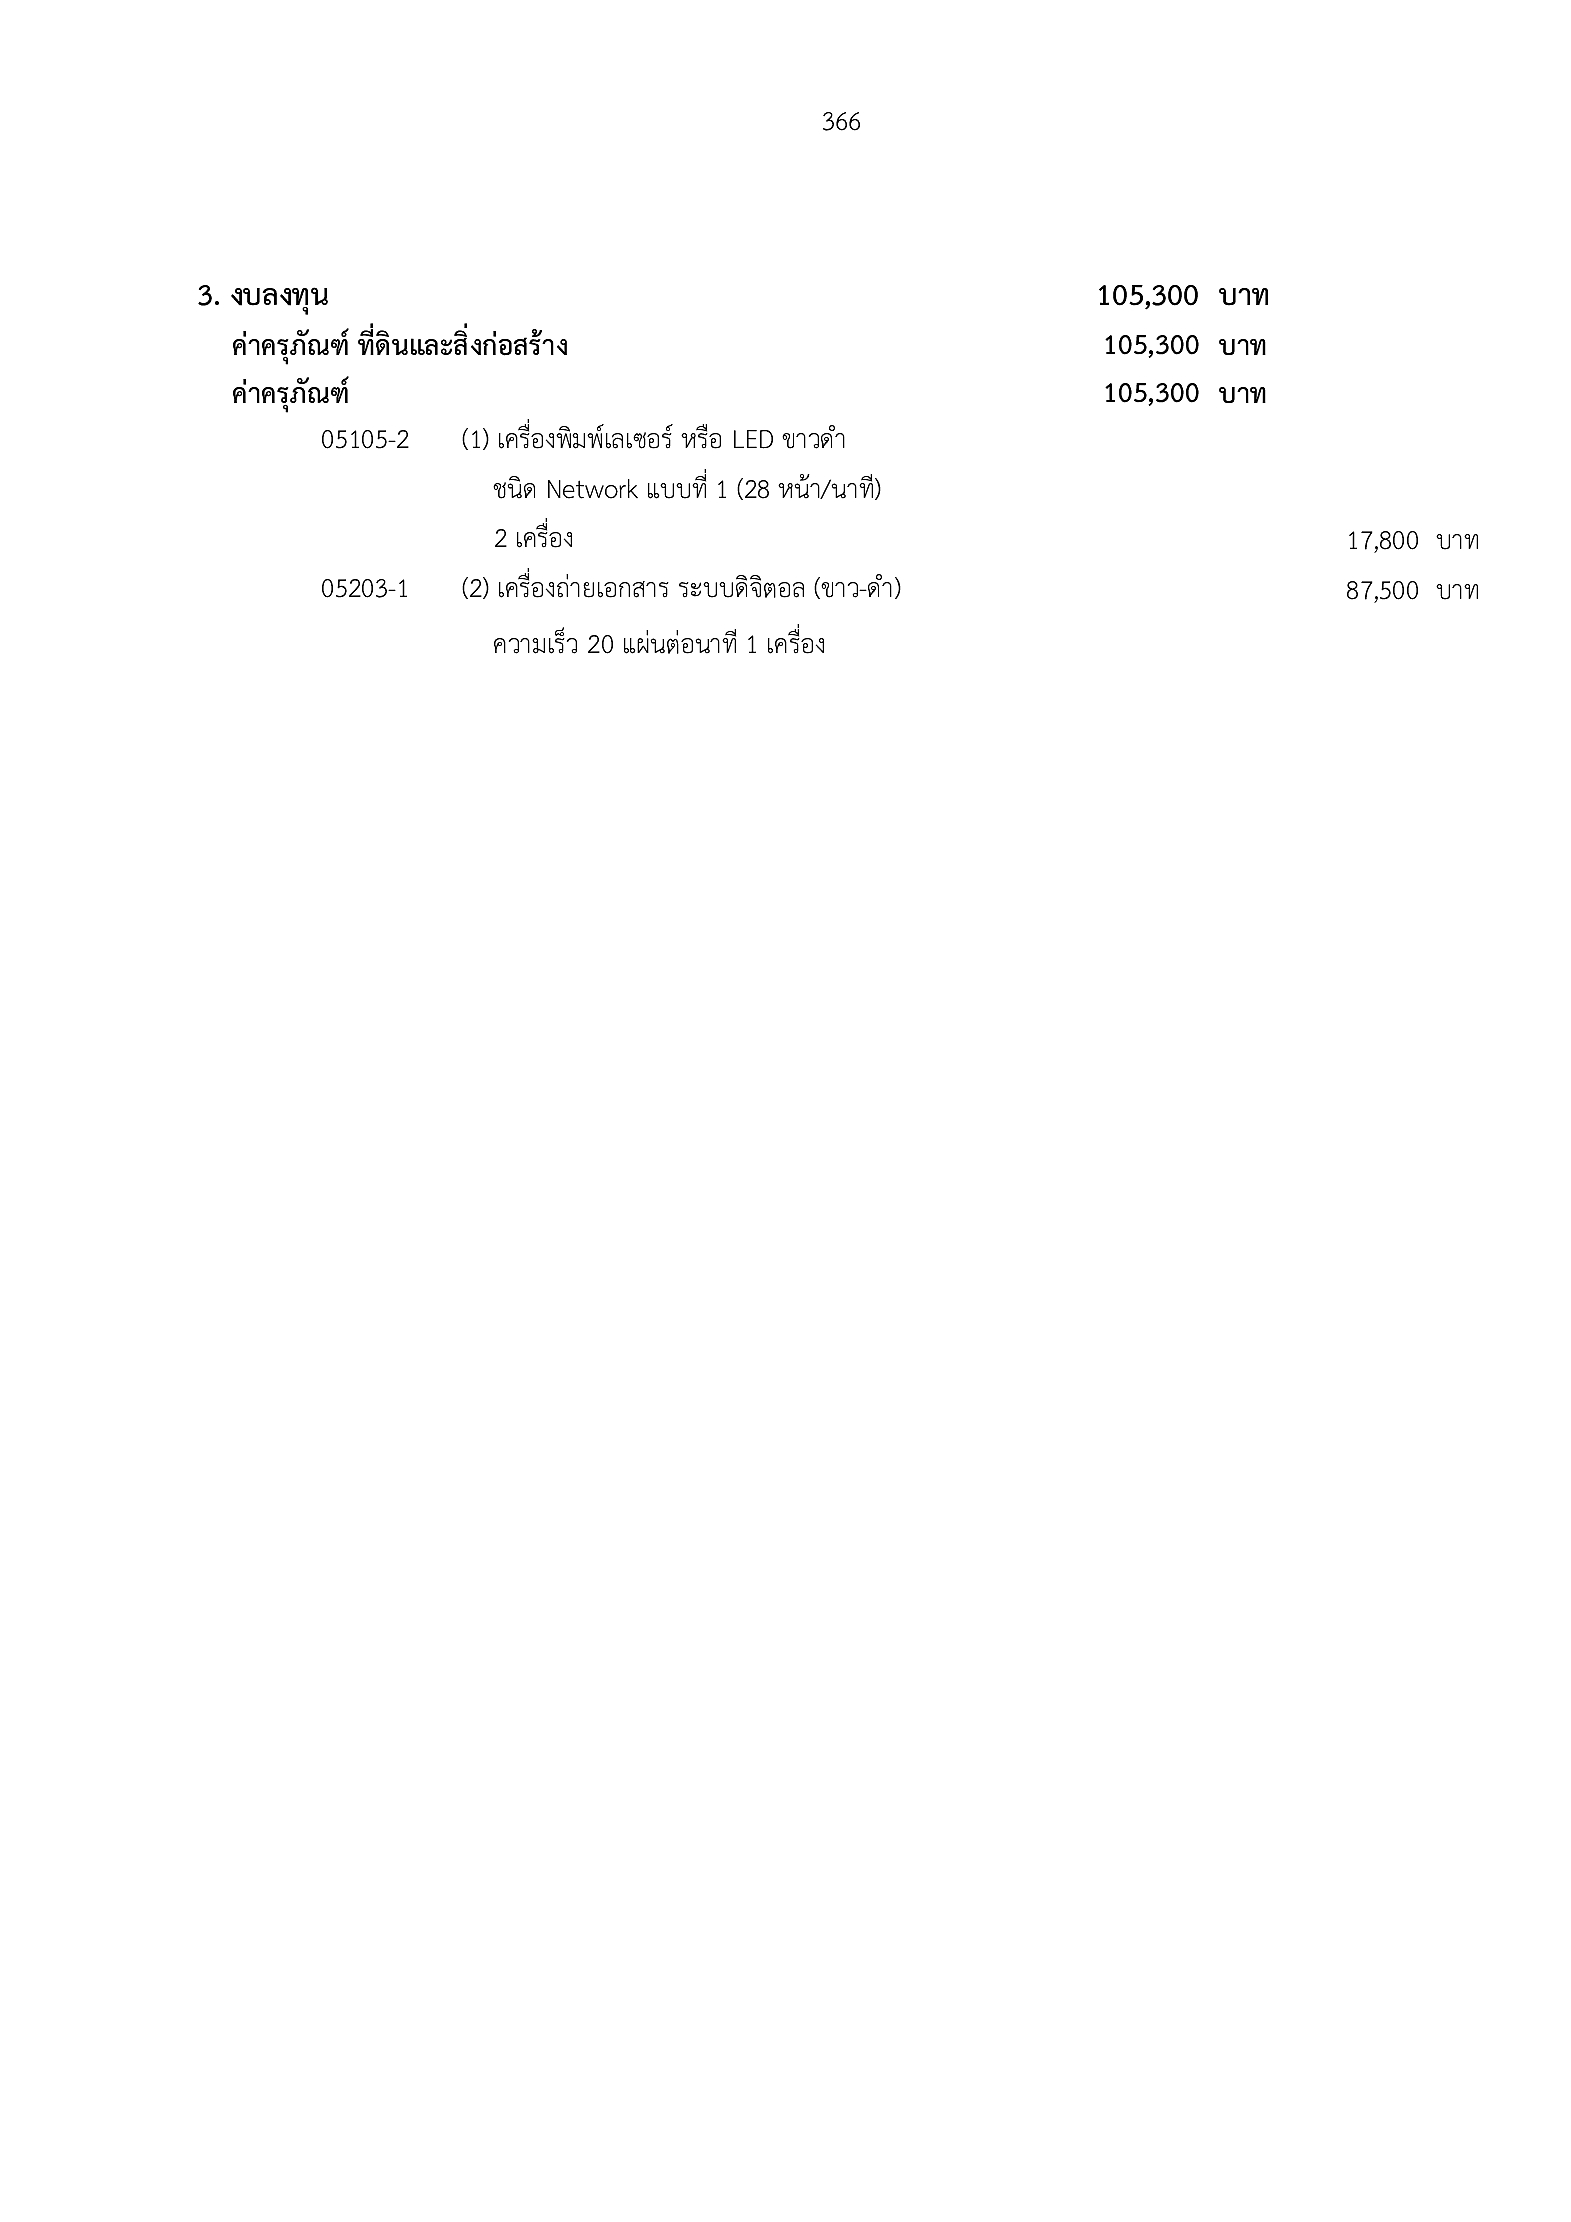 366
3. งบลงทุน 105,300 บาท
ค่าครุภัณฑ์ ที่ดินและสิ่งก่อสร้าง 105,300 บาท
ค่าครุภัณฑ์ 105,300 บาท
05105-2 (1) เครื่องพิมพ์เลเซอร์ หรือ LED ขาวดำ
ชนิด Network แบบที่ 1 (28 หน้า/นาที)
2 เครื่อง 17,800 บาท
05203-1 (2) เครื่องถ่ายเอกสาร ระบบดิจิตอล (ขาว-ดำ) 87,500 บาท
ความเร็ว 20 แผ่นต่อนาที 1 เครื่อง